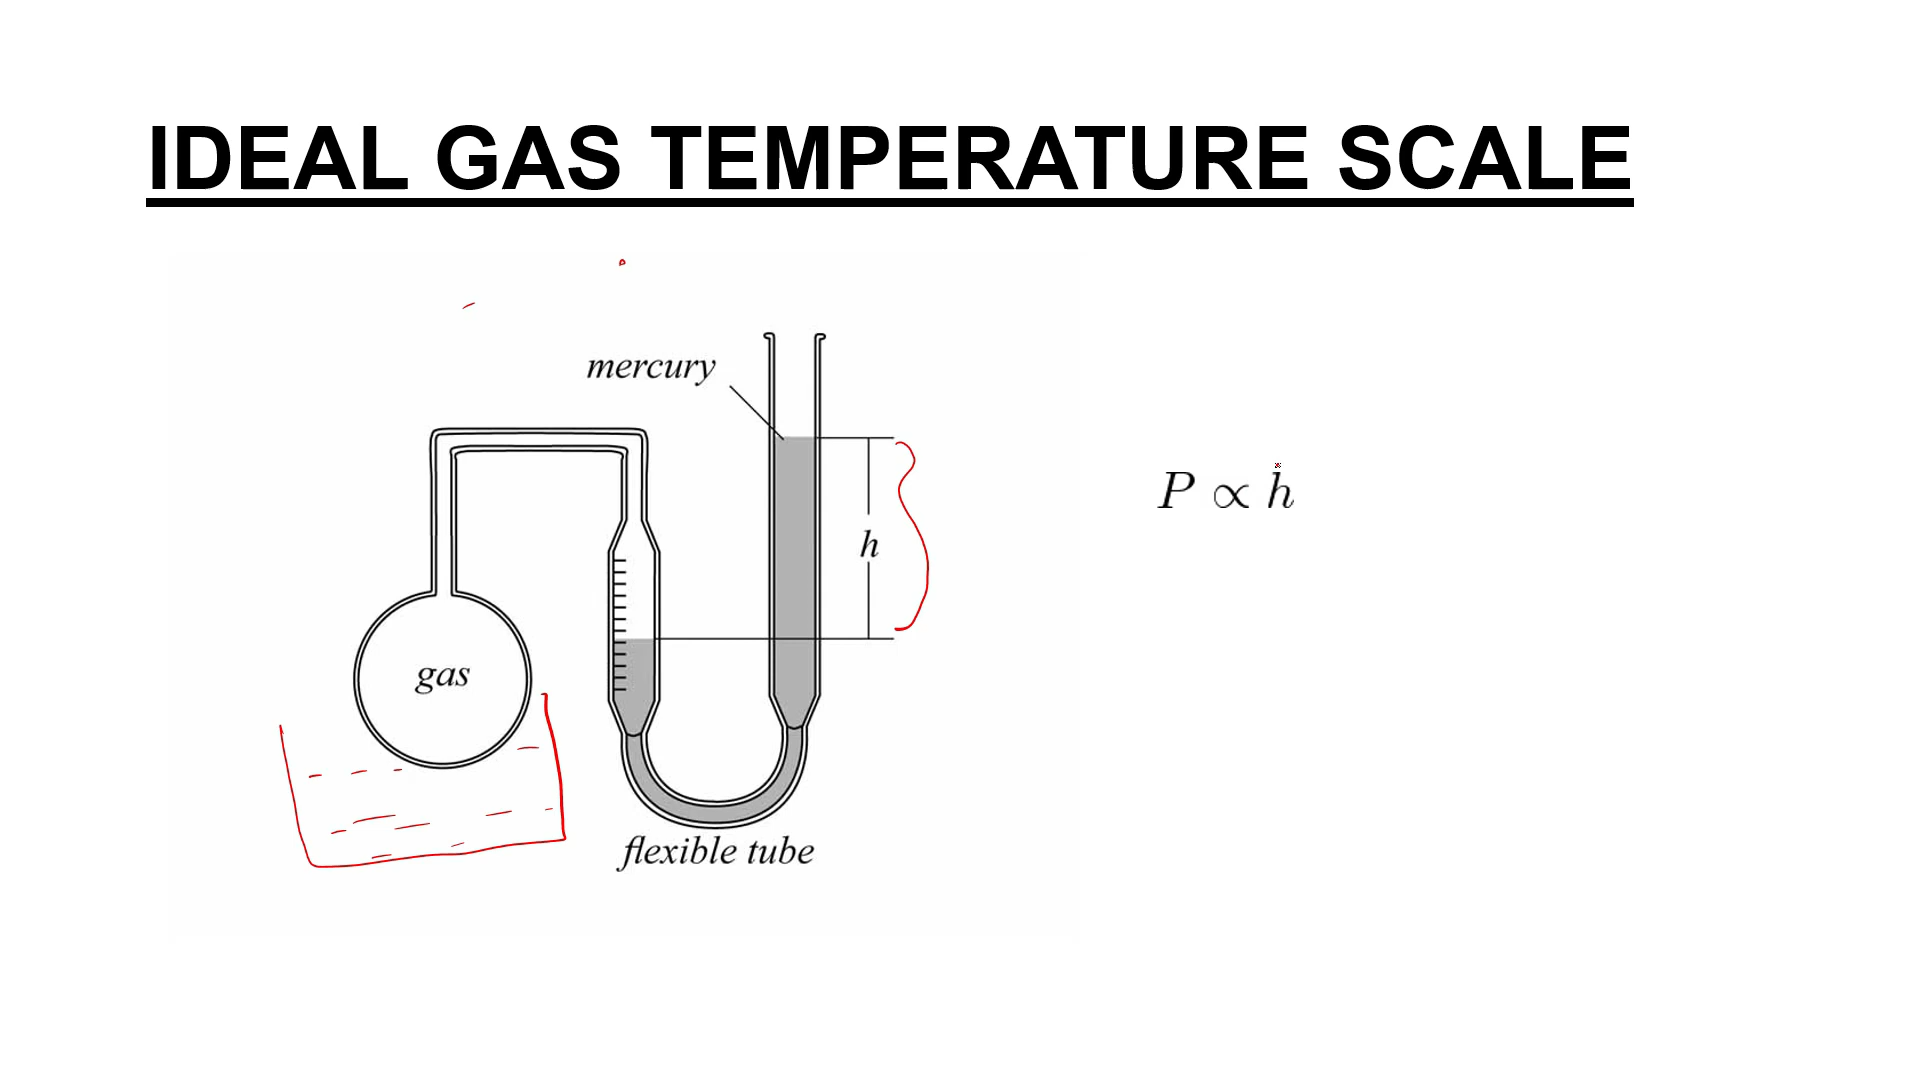 IDEAL GAS TEMPERATURE SCALE
mercury
P ∝ h
h
gas
flexible tube